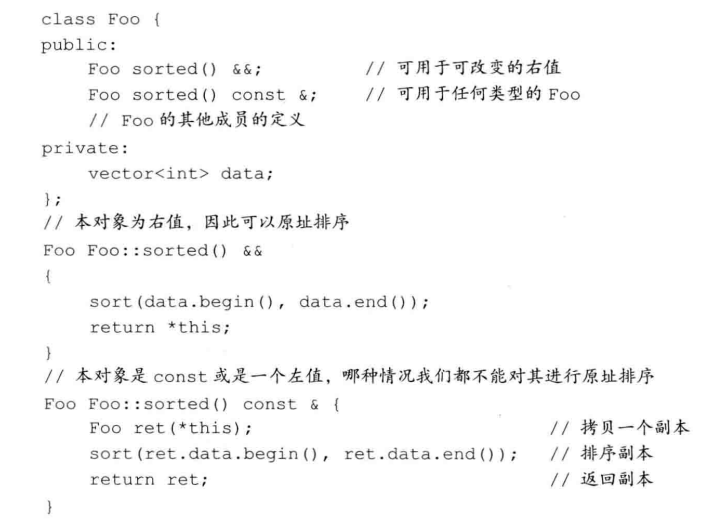 class Foo {
public:
    Foo sorted() &&;         // 可用于可改变的右值
    Foo sorted() const &;    // 可用于任何类型的 Foo
    // Foo 的其他成员的定义
private:
    vector<int> data;
};
// 本对象为右值，因此可以原址排序
Foo Foo::sorted() &&
{
    sort(data.begin(), data.end());
    return *this;
}
// 本对象是 const 或是一个左值，哪种情况我们都不能对其进行原址排序
Foo Foo::sorted() const & {
    Foo ret(*this);                         // 拷贝一个副本
    sort(ret.data.begin(), ret.data.end());   // 排序副本
    return ret;                             // 返回副本
}